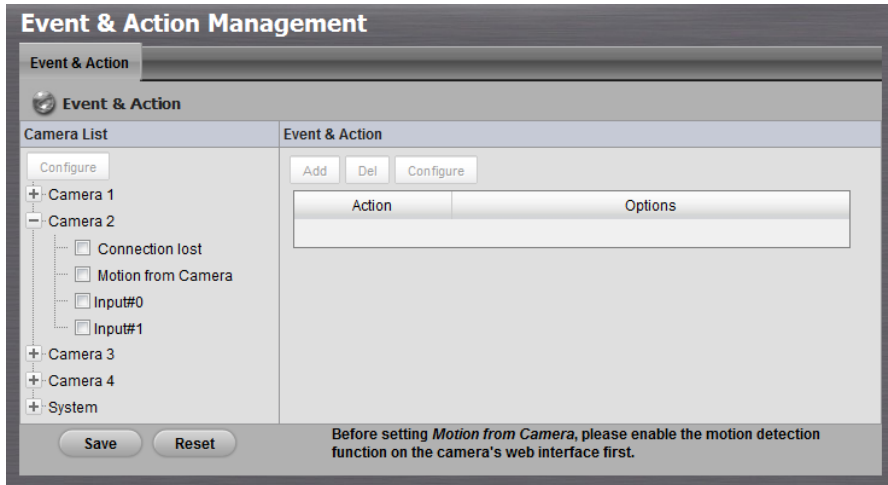 Event & Action Management
Event & Action
Event & Action
Camera List
Event & Action
Configure
Add Del Configure
Camera 1
Action Options
Camera 2
Connection lost
Motion from Camera
Input#0
Input#1
Camera 3
Camera 4
System
Save Reset
Before setting Motion from Camera, please enable the motion detection
function on the camera's web interface first.